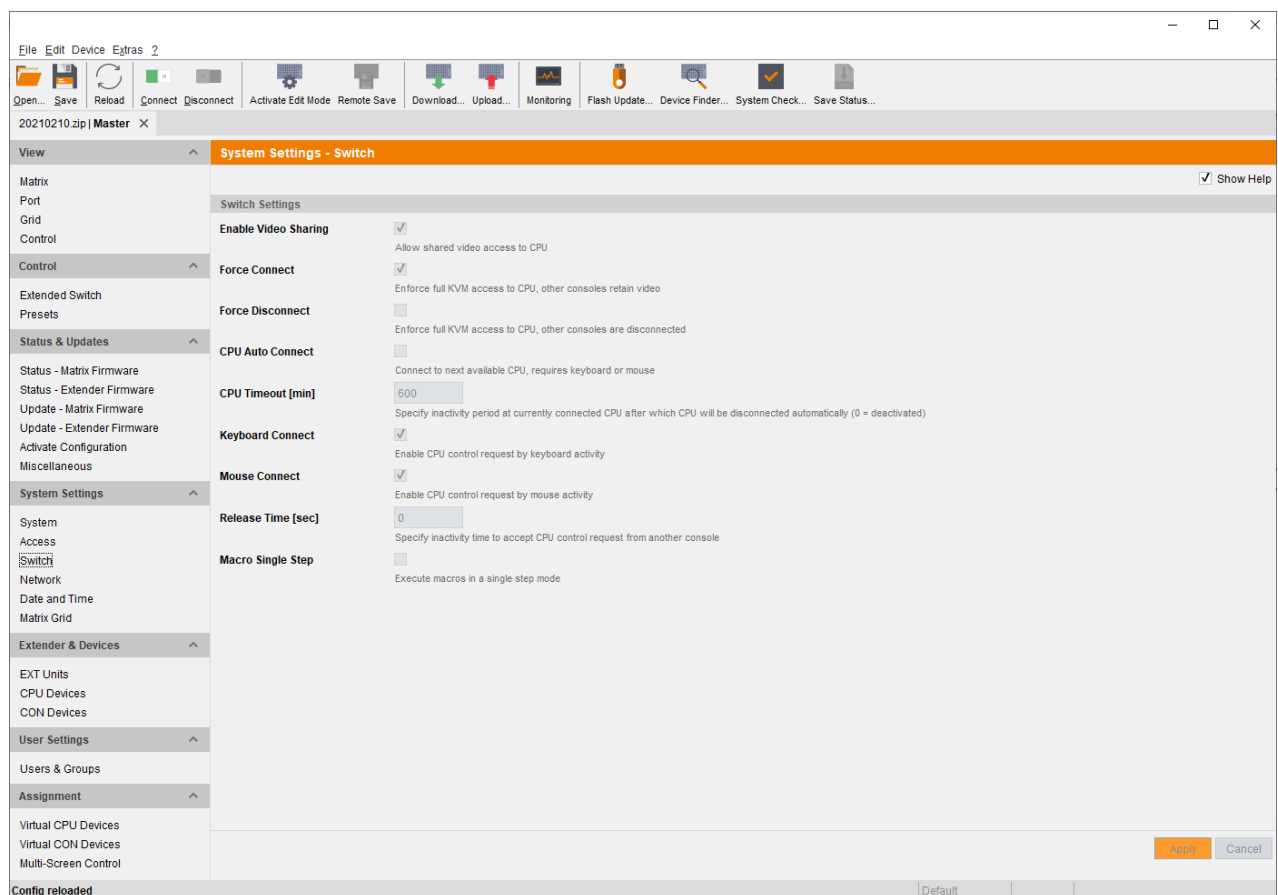 File Edit Device Extras ?
Open... Save Reload Connect Disconnect Activate Edit Mode Remote Save Download... Upload... Monitoring Flash Update... Device Finder... System Check... Save Status...
20210210.zip | Master
View
Matrix
Port
Grid
Control
Control
Extended Switch
Presets
Status & Updates
Status - Matrix Firmware
Status - Extender Firmware
Update - Matrix Firmware
Update - Extender Firmware
Activate Configuration
Miscellaneous
System Settings
System
Access
Switch
Network
Date and Time
Matrix Grid
Extender & Devices
EXT Units
CPU Devices
CON Devices
User Settings
Users & Groups
Assignment
Virtual CPU Devices
Virtual CON Devices
Multi-Screen Control
System Settings - Switch
Show Help
Switch Settings
Enable Video Sharing
Allow shared video access to CPU
Force Connect
Enforce full KVM access to CPU, other consoles retain video
Force Disconnect
Enforce full KVM access to CPU, other consoles are disconnected
CPU Auto Connect
Connect to next available CPU, requires keyboard or mouse
CPU Timeout [min] 600
Specify inactivity period at currently connected CPU after which CPU will be disconnected automatically (0 = deactivated)
Keyboard Connect
Enable CPU control request by keyboard activity
Mouse Connect
Enable CPU control request by mouse activity
Release Time [sec] 0
Specify inactivity time to accept CPU control request from another console
Macro Single Step
Execute macros in a single step mode
Apply Cancel
Config reloaded Default